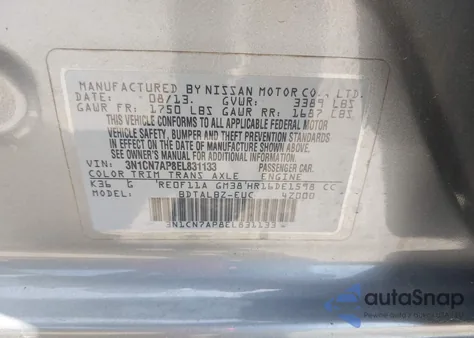 MANUFACTURED BY NISSAN MOTOR CO., LTD.
DATE: 08/13. GVWR: 3389 LBS
GAWR FR: 1750 LBS GAWR RR: 1687 LBS
THIS VEHICLE CONFORMS TO ALL APPLICABLE FEDERAL MOTOR
VEHICLE SAFETY, BUMPER AND THEFT PREVENTION STANDARDS
IN EFFECT ON THE DATE OF MANUFACTURE SHOWN ABOVE.
SEE OWNER'S MANUAL FOR ADDITIONAL INFORMATION.
VIN: 3N1CN7AP8EL831133 PASSENGER CAR
COLOR TRIM TRANS AXLE ENGINE
K36 G RE0F11A GM38 HR16DE1598 CC
MODEL: BDTALBZ-EUC 42000
3N1CN7AP8EL831133
autoSnap